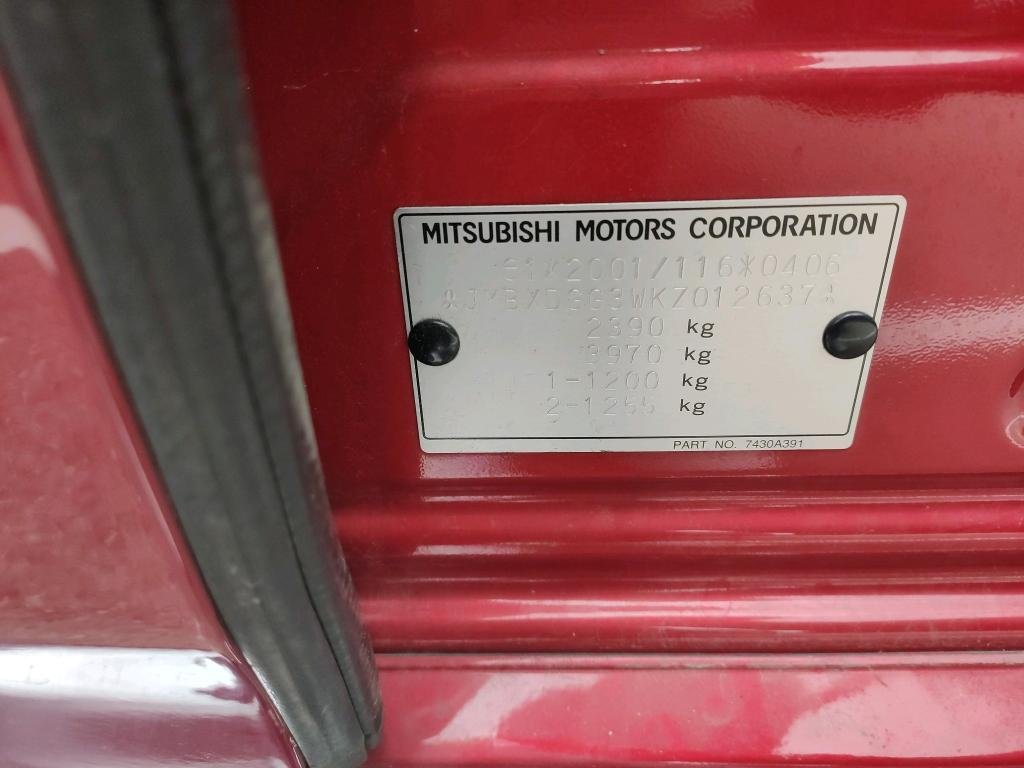 MITSUBISHI MOTORS CORPORATION
e1*2001/116*0406
2390 kg
3970 kg
1-1200 kg
2-1255 kg
PART NO. 7430A391